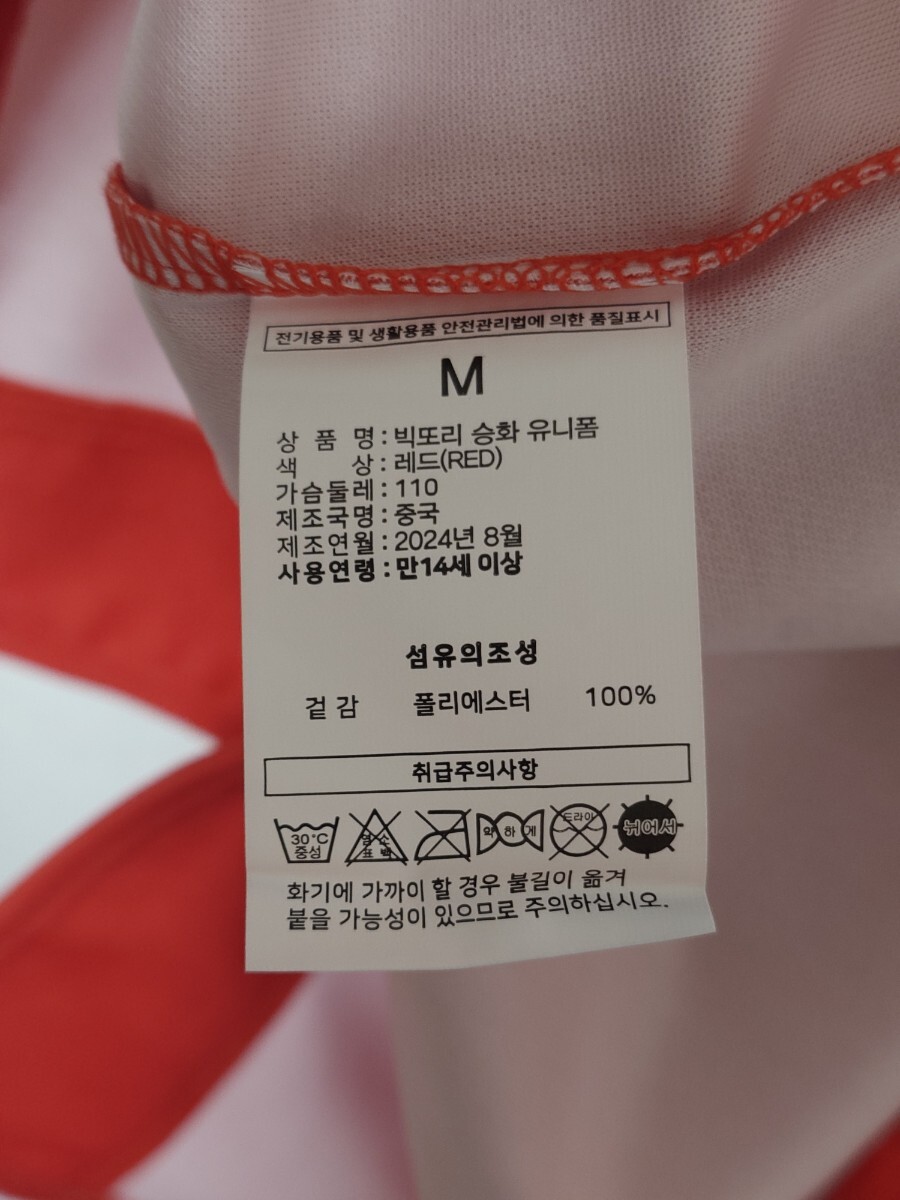 전기용품 및 생활용품 안전관리법에 의한 품질표시
M
상 품 명 : 빅또리 승화 유니폼
색 상 : 레드(RED)
가슴둘레 : 110
제조국명 : 중국
제조연월 : 2024년 8월
사용연령 : 만14세 이상
섬유의조성
겉 감 폴리에스터 100%
취급주의사항
30°C 중성 염소 표백 약하게 드라이 뉘어서
화기에 가까이 할 경우 불길이 옮겨
붙을 가능성이 있으므로 주의하십시오.